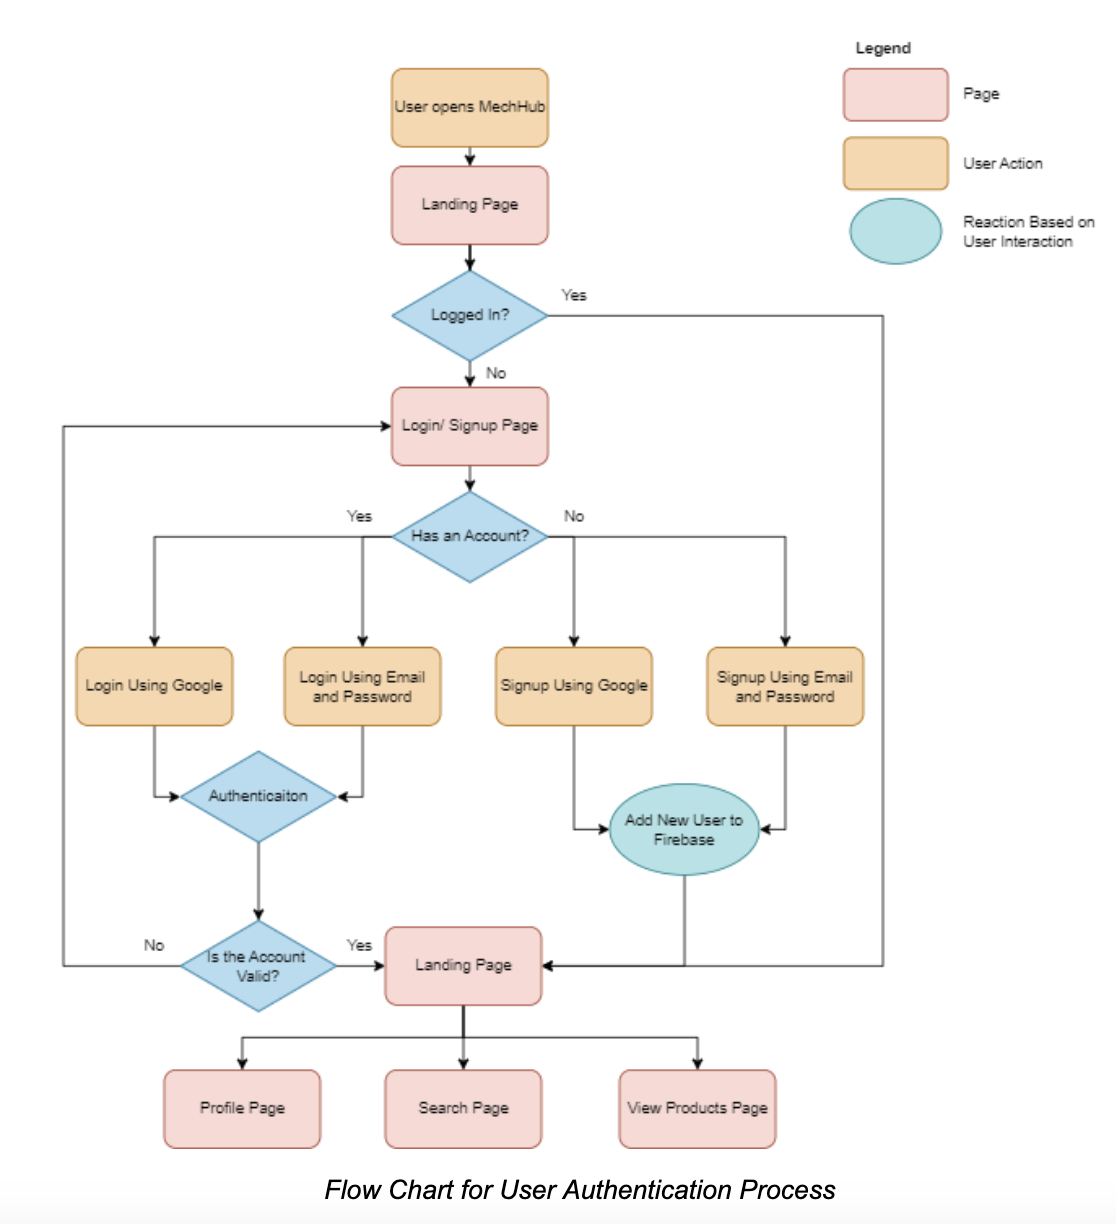 Legend
Page
User Action
Reaction Based on
User Interaction
User opens MechHub
Landing Page
Logged In?
Yes
No
Login/ Signup Page
Has an Account?
Yes
No
Login Using Google
Login Using Email
and Password
Signup Using Google
Signup Using Email
and Password
Authenticaiton
Add New User to
Firebase
No
Is the Account
Valid?
Yes
Landing Page
Profile Page
Search Page
View Products Page
Flow Chart for User Authentication Process